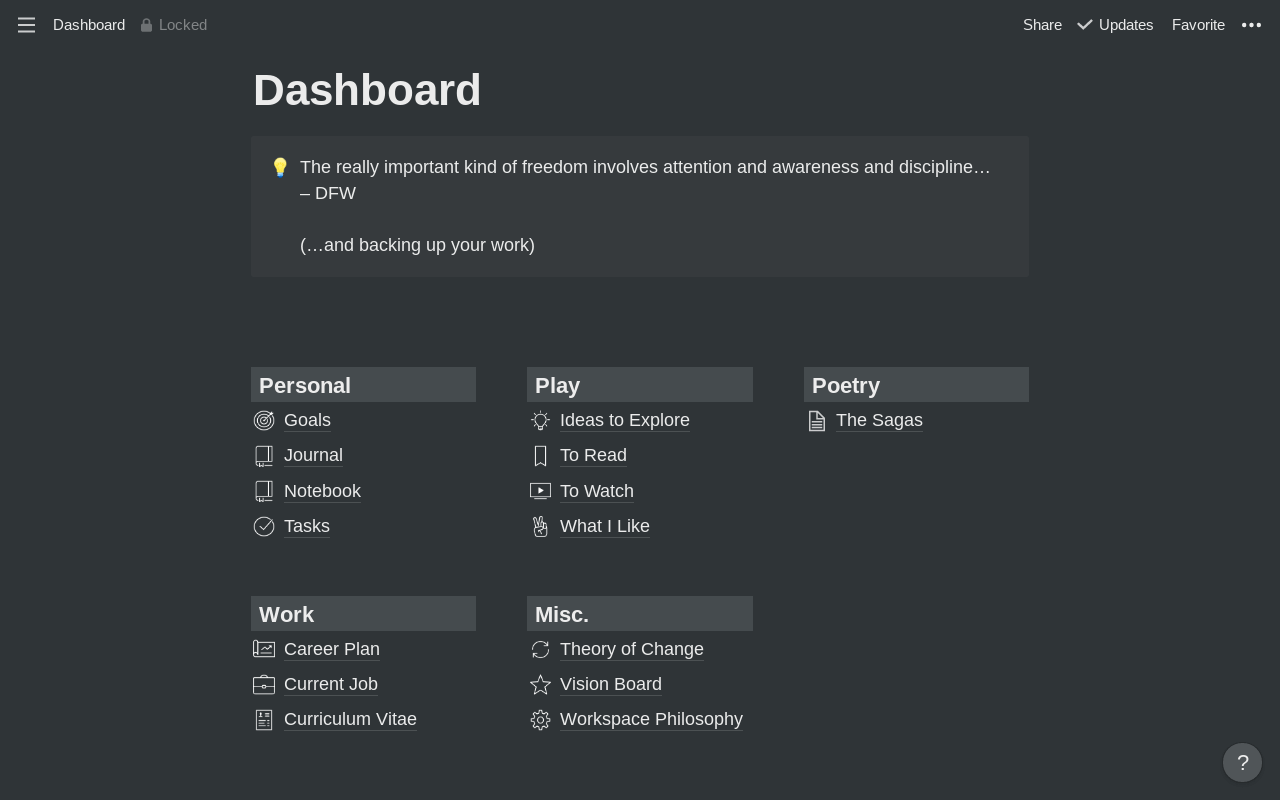 Dashboard
Locked
Share
Updates
Favorite
Dashboard
The really important kind of freedom involves attention and awareness and discipline…
– DFW
(…and backing up your work)
Personal
Goals
Journal
Notebook
Tasks
Play
Ideas to Explore
To Read
To Watch
What I Like
Poetry
The Sagas
Work
Career Plan
Current Job
Curriculum Vitae
Misc.
Theory of Change
Vision Board
Workspace Philosophy
?